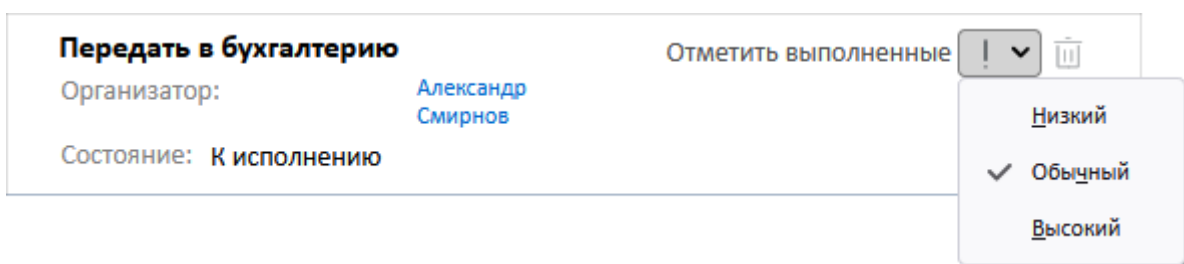 Передать в бухгалтерию
Отметить выполненные
Организатор:
Александр
Смирнов
Состояние: К исполнению
Низкий
Обычный
Высокий